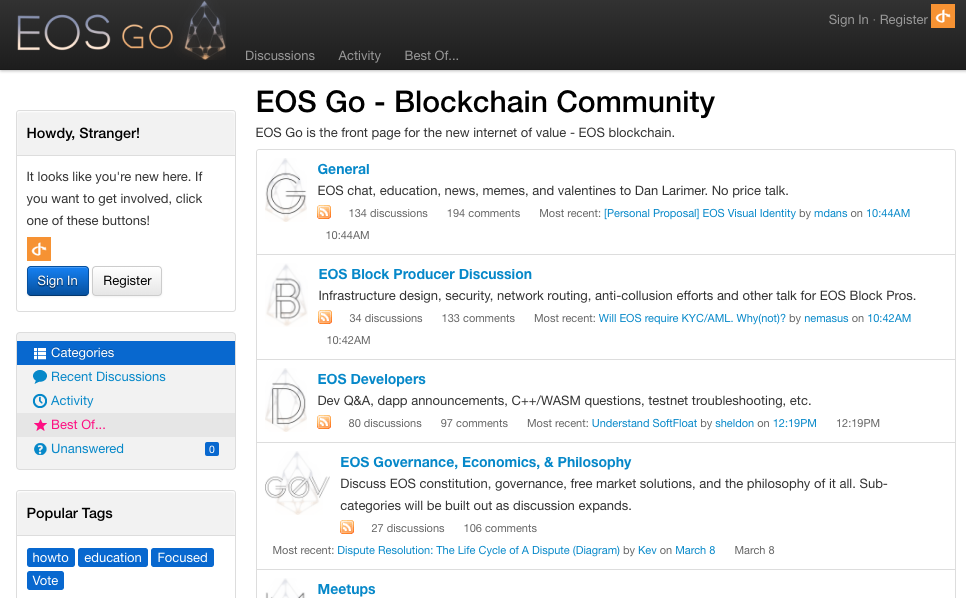 EOS GO
Sign In · Register
Discussions Activity Best Of...
EOS Go - Blockchain Community
EOS Go is the front page for the new internet of value - EOS blockchain.
Howdy, Stranger!
It looks like you're new here. If
you want to get involved, click
one of these buttons!
Sign In Register
Categories
Recent Discussions
Activity
Best Of...
Unanswered 0
Popular Tags
howto education Focused
Vote
G
General
EOS chat, education, news, memes, and valentines to Dan Larimer. No price talk.
134 discussions 194 comments Most recent: [Personal Proposal] EOS Visual Identity by mdans on 10:44AM
10:44AM
B
EOS Block Producer Discussion
Infrastructure design, security, network routing, anti-collusion efforts and other talk for EOS Block Pros.
34 discussions 133 comments Most recent: Will EOS require KYC/AML. Why(not)? by nemasus on 10:42AM
10:42AM
D
EOS Developers
Dev Q&A, dapp announcements, C++/WASM questions, testnet troubleshooting, etc.
80 discussions 97 comments Most recent: Understand SoftFloat by sheldon on 12:19PM 12:19PM
GOV
EOS Governance, Economics, & Philosophy
Discuss EOS constitution, governance, free market solutions, and the philosophy of it all. Sub-
categories will be built out as discussion expands.
27 discussions 106 comments
Most recent: Dispute Resolution: The Life Cycle of A Dispute (Diagram) by Kev on March 8 March 8
Meetups